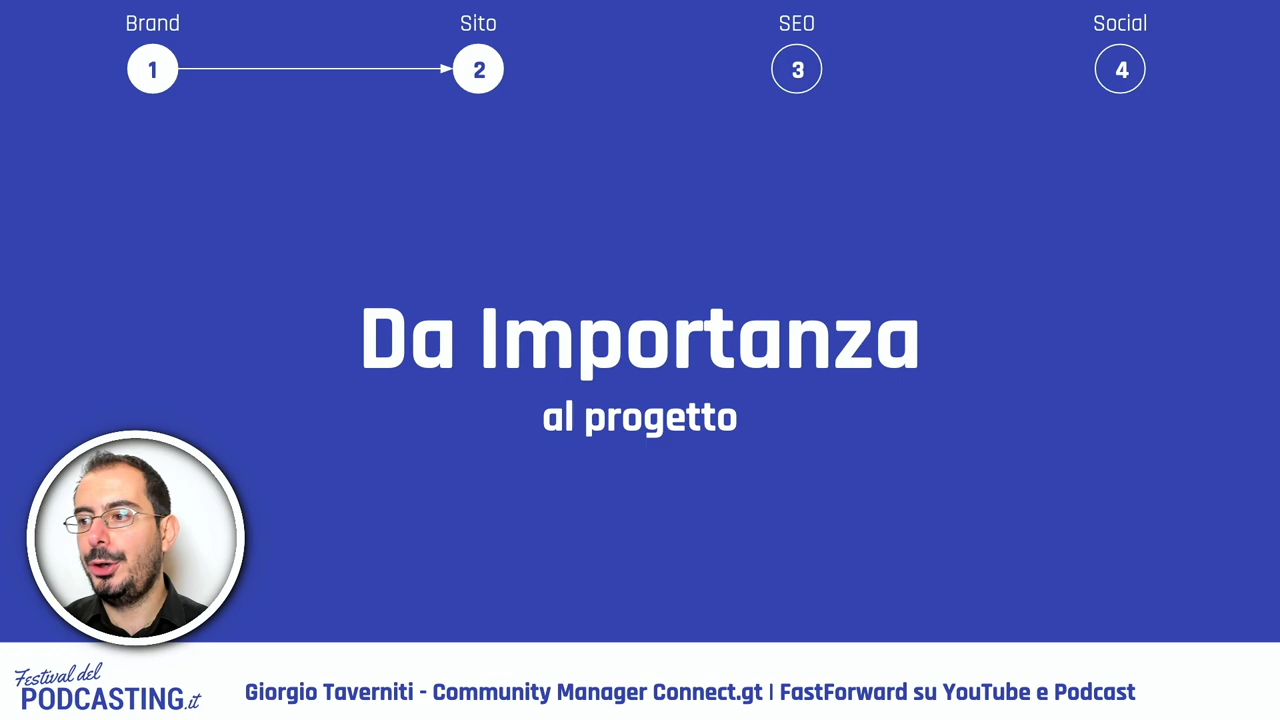 Brand
Sito
SEO
Social
1
2
3
4
Da Importanza
al progetto
Festival del
PODCASTING.it
Giorgio Taverniti - Community Manager Connect.gt | FastForward su YouTube e Podcast